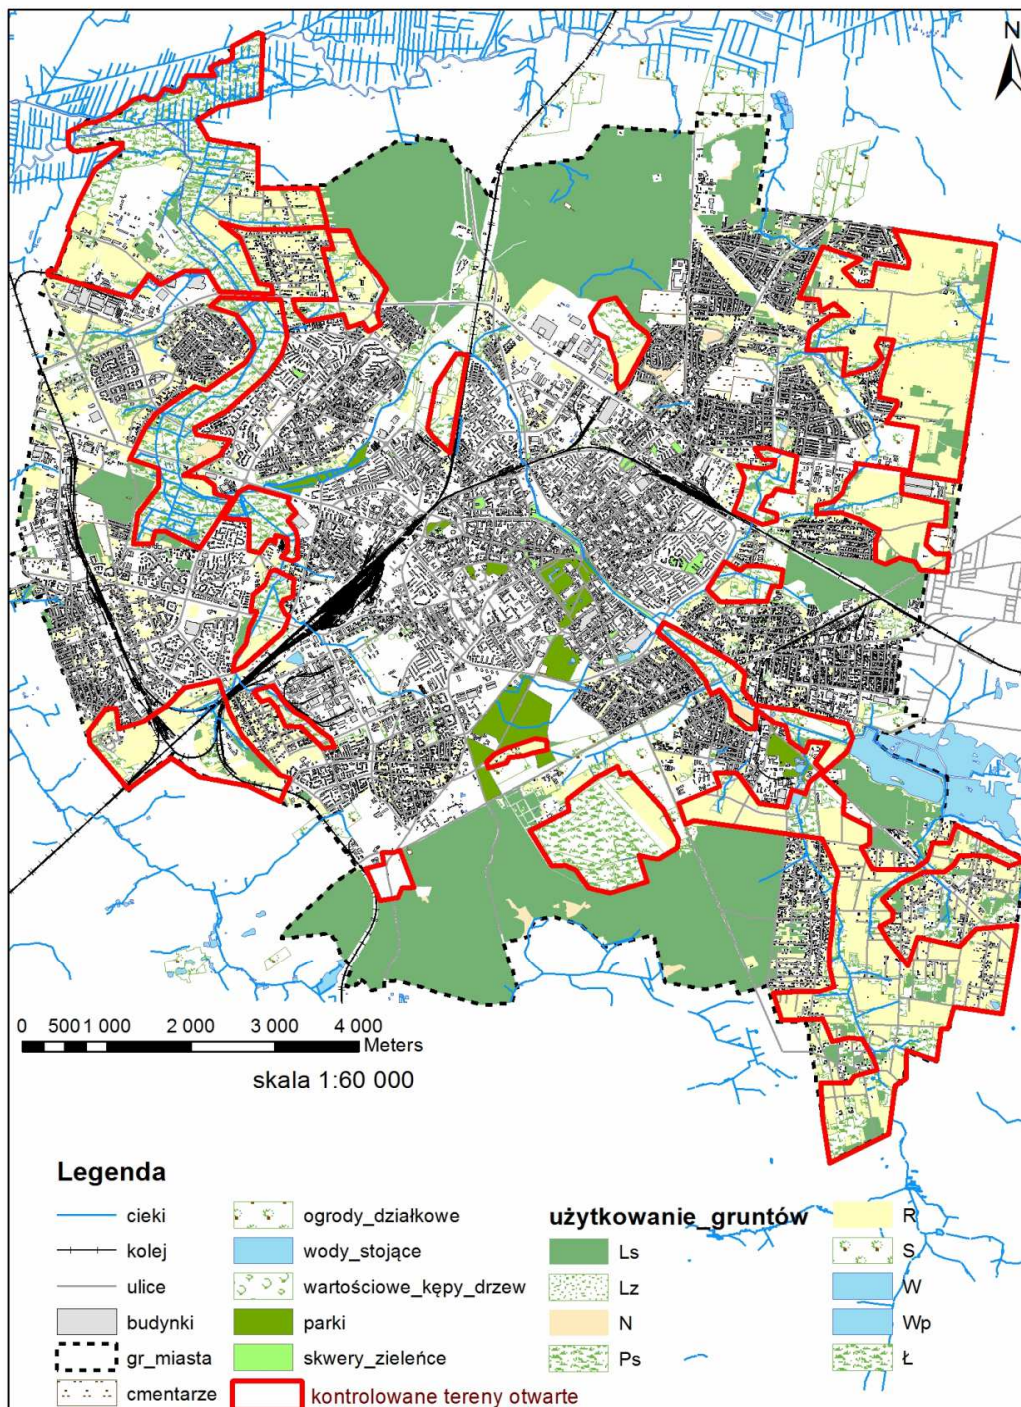 N
0 500 1 000 2 000 3 000 4 000
Meters
skala 1:60 000
Legenda
cieki
kolej
ulice
budynki
gr_miasta
cmentarze
ogrody_działkowe
wody_stojące
wartościowe_kępy_drzew
parki
skwery_zieleńce
kontrolowane tereny otwarte
użytkowanie_gruntów
Ls
Lz
N
Ps
R
S
W
Wp
Ł